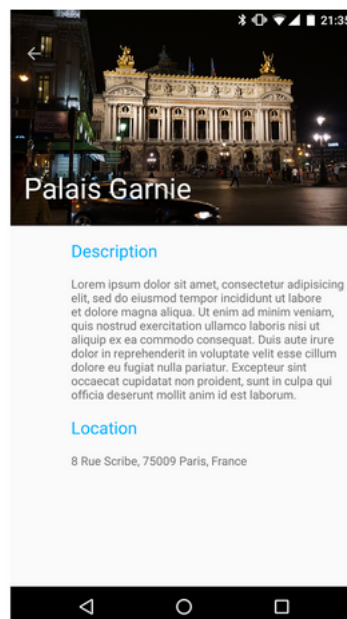 21:35
Palais Garnie
Description
Lorem ipsum dolor sit amet, consectetur adipisicing
elit, sed do eiusmod tempor incididunt ut labore
et dolore magna aliqua. Ut enim ad minim veniam,
quis nostrud exercitation ullamco laboris nisi ut
aliquip ex ea commodo consequat. Duis aute irure
dolor in reprehenderit in voluptate velit esse cillum
dolore eu fugiat nulla pariatur. Excepteur sint
occaecat cupidatat non proident, sunt in culpa qui
officia deserunt mollit anim id est laborum.
Location
8 Rue Scribe, 75009 Paris, France